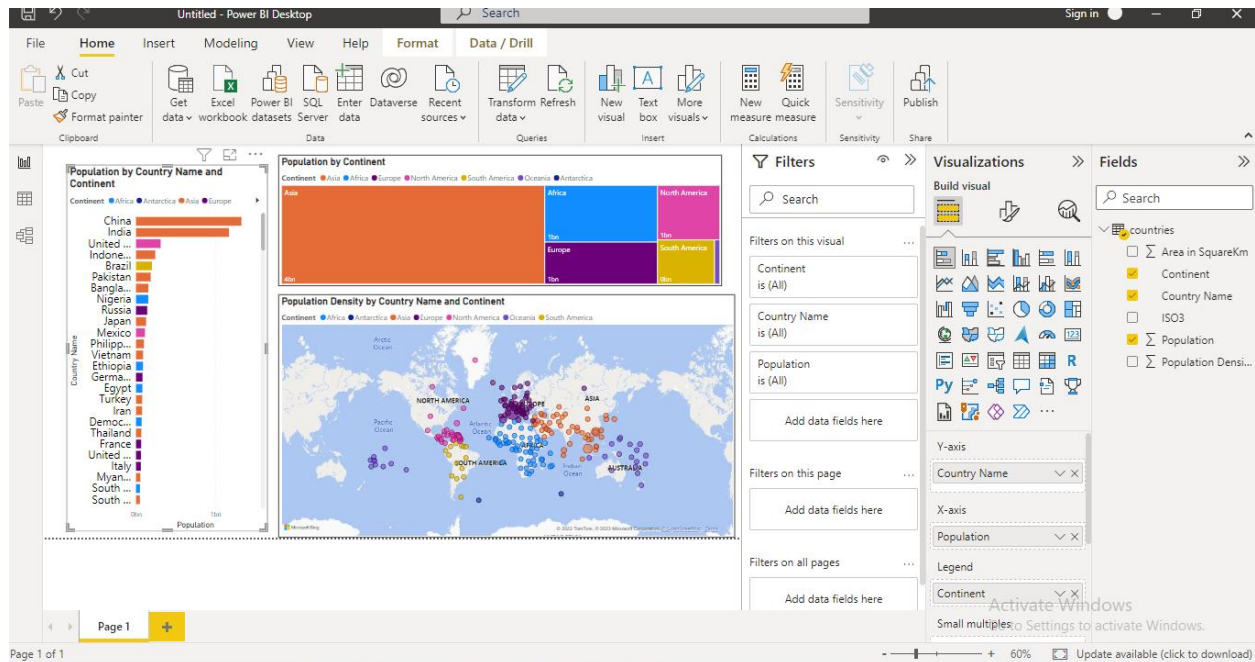 Untitled - Power BI Desktop
Search
Sign in
File Home Insert Modeling View Help Format Data / Drill
Paste
Cut
Copy
Format painter
Clipboard
Get data
Excel workbook
Power BI datasets
SQL Server
Enter data
Dataverse
Recent sources
Data
Transform data
Refresh
Queries
New visual
Text box
More visuals
Insert
New measure
Quick measure
Calculations
Sensitivity
Sensitivity
Publish
Share
Population by Country Name and
Continent
Continent Africa Antarctica Asia Europe
China
India
United ...
Indone...
Brazil
Pakistan
Bangla...
Nigeria
Russia
Japan
Mexico
Philipp...
Vietnam
Ethiopia
Germa...
Egypt
Turkey
Iran
Democ...
Thailand
France
United ...
Italy
Myan...
South ...
South ...
Country Name
0bn 1bn
Population
Population by Continent
Continent Asia Africa Europe North America South America Oceania Antarctica
Asia
4bn
Africa
1bn
North America
1bn
Europe
1bn
South America
0bn
Population Density by Country Name and Continent
Continent Africa Antarctica Asia Europe North America Oceania South America
Arctic
Ocean
NORTH AMERICA
EUROPE
ASIA
Pacific
Ocean
Atlantic
Ocean
AFRICA
SOUTH AMERICA
Indian
Ocean
AUSTRALIA
Microsoft Bing
Filters
Search
Filters on this visual ...
Continent
is (All)
Country Name
is (All)
Population
is (All)
Add data fields here
Filters on this page ...
Add data fields here
Filters on all pages ...
Add data fields here
Visualizations
Build visual
123
R
Py
...
Y-axis
Country Name
X-axis
Population
Legend
Continent
Small multiples
Fields
Search
countries
Area in SquareKm
Continent
Country Name
ISO3
Population
Population Densi...
Activate Windows
Go to Settings to activate Windows.
Page 1
Page 1 of 1
- + 60%
Update available (click to download)